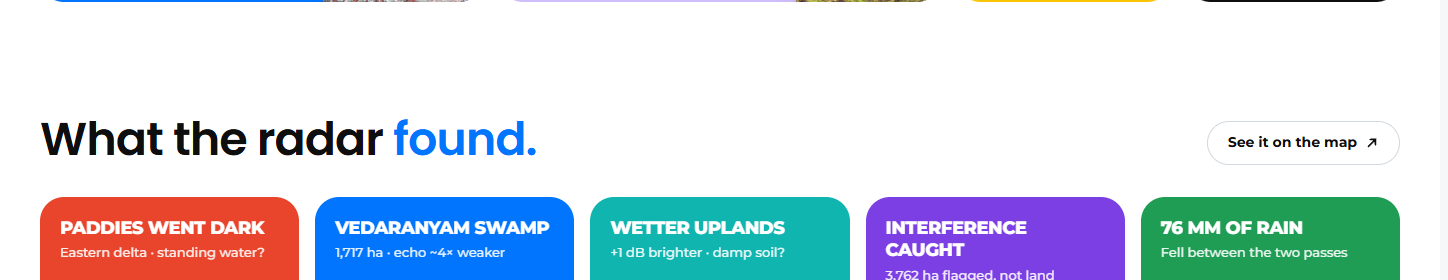 What the radar found.
See it on the map ↗
PADDIES WENT DARK
Eastern delta · standing water?
VEDARANYAM SWAMP
1,717 ha · echo ~4× weaker
WETTER UPLANDS
+1 dB brighter · damp soil?
INTERFERENCE
CAUGHT
3,762 ha flagged, not land
76 MM OF RAIN
Fell between the two passes